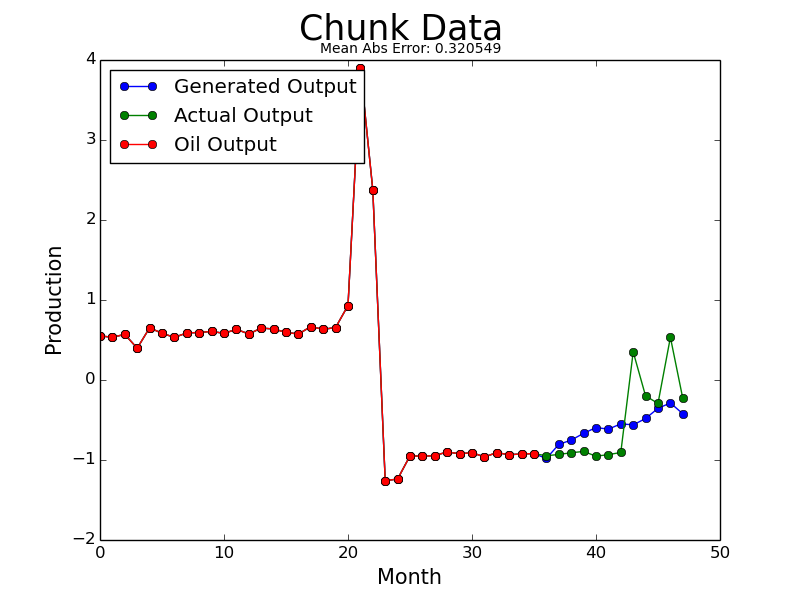 Chunk Data
Mean Abs Error: 0.320549
Generated Output
Actual Output
Oil Output
Production
4
3
2
1
0
−1
−2
0 10 20 30 40 50
Month